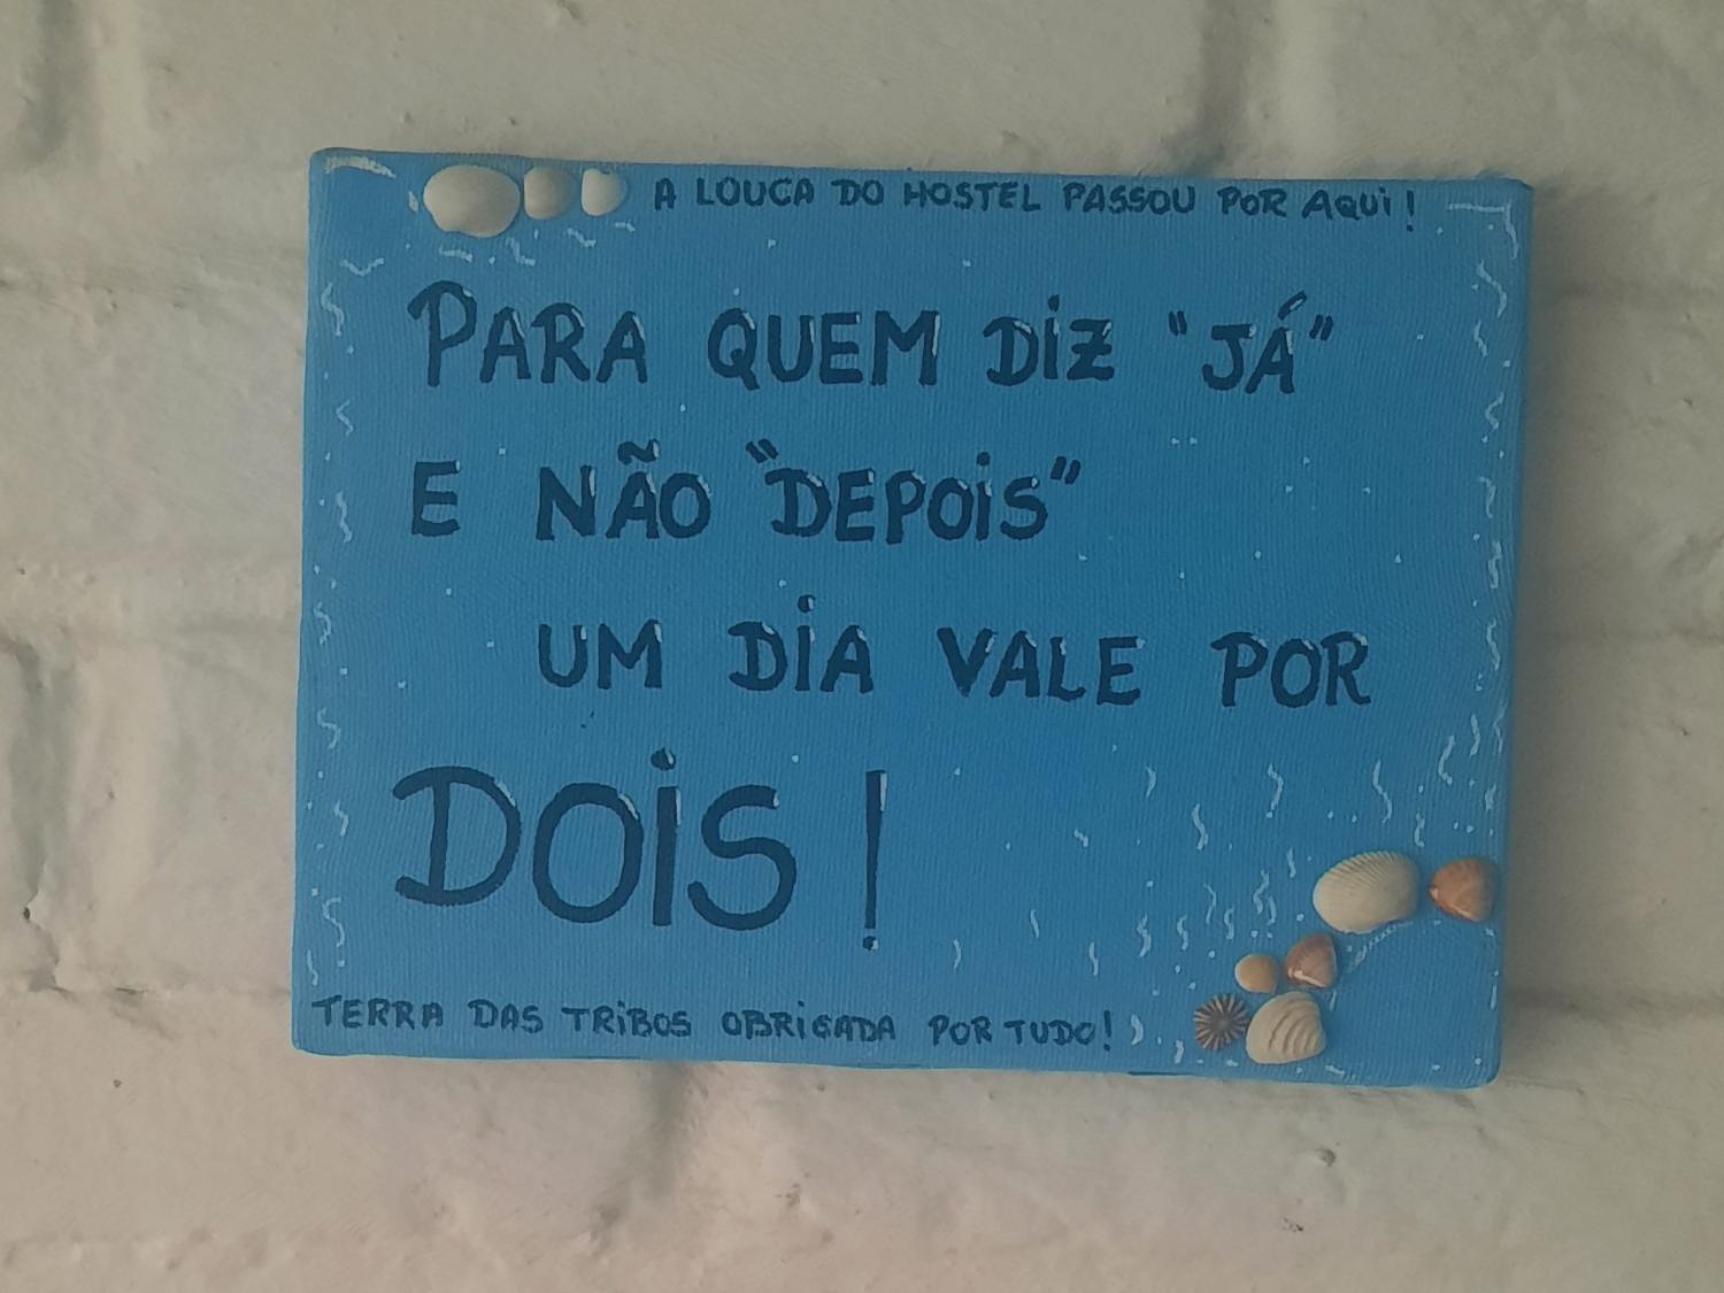 A LOUCA DO HOSTEL PASSOU POR AQUI!
PARA QUEM DIZ "JÁ"
E NÃO "DEPOIS"
UM DIA VALE POR
DOIS!
TERRA DAS TRIBOS OBRIGADA POR TUDO!